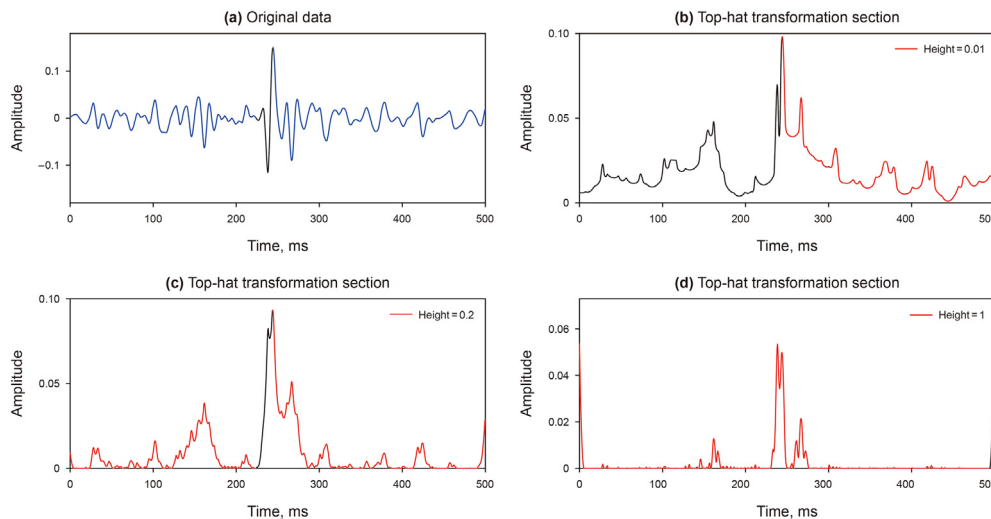 (a) Original data
Amplitude
0.1
0
−0.1
0 100 200 300 400 500
Time, ms
(b) Top-hat transformation section
Amplitude
0.10
0.05
0
Height = 0.01
0 100 200 300 400 500
Time, ms
(c) Top-hat transformation section
Amplitude
0.10
0.05
0
Height = 0.2
0 100 200 300 400 500
Time, ms
(d) Top-hat transformation section
Amplitude
0.06
0.04
0.02
0
Height = 1
0 100 200 300 400 500
Time, ms